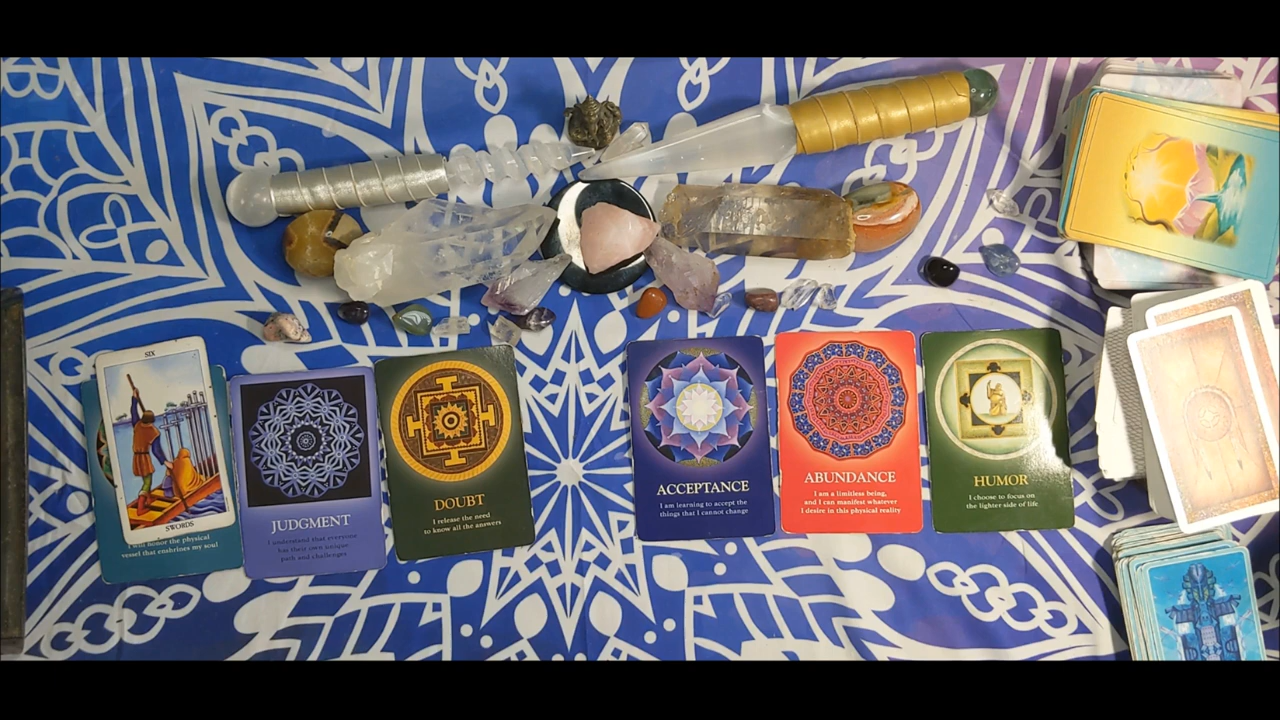 SIX
SWORDS
I will honor the physical
vessel that enshrines my soul
JUDGMENT
I understand that everyone
has their own unique
path and challenges
DOUBT
I release the need
to know all the answers
ACCEPTANCE
I am learning to accept the
things that I cannot change
ABUNDANCE
I am a limitless being,
and I can manifest whatever
I desire in this physical reality
HUMOR
I choose to focus on
the lighter side of life